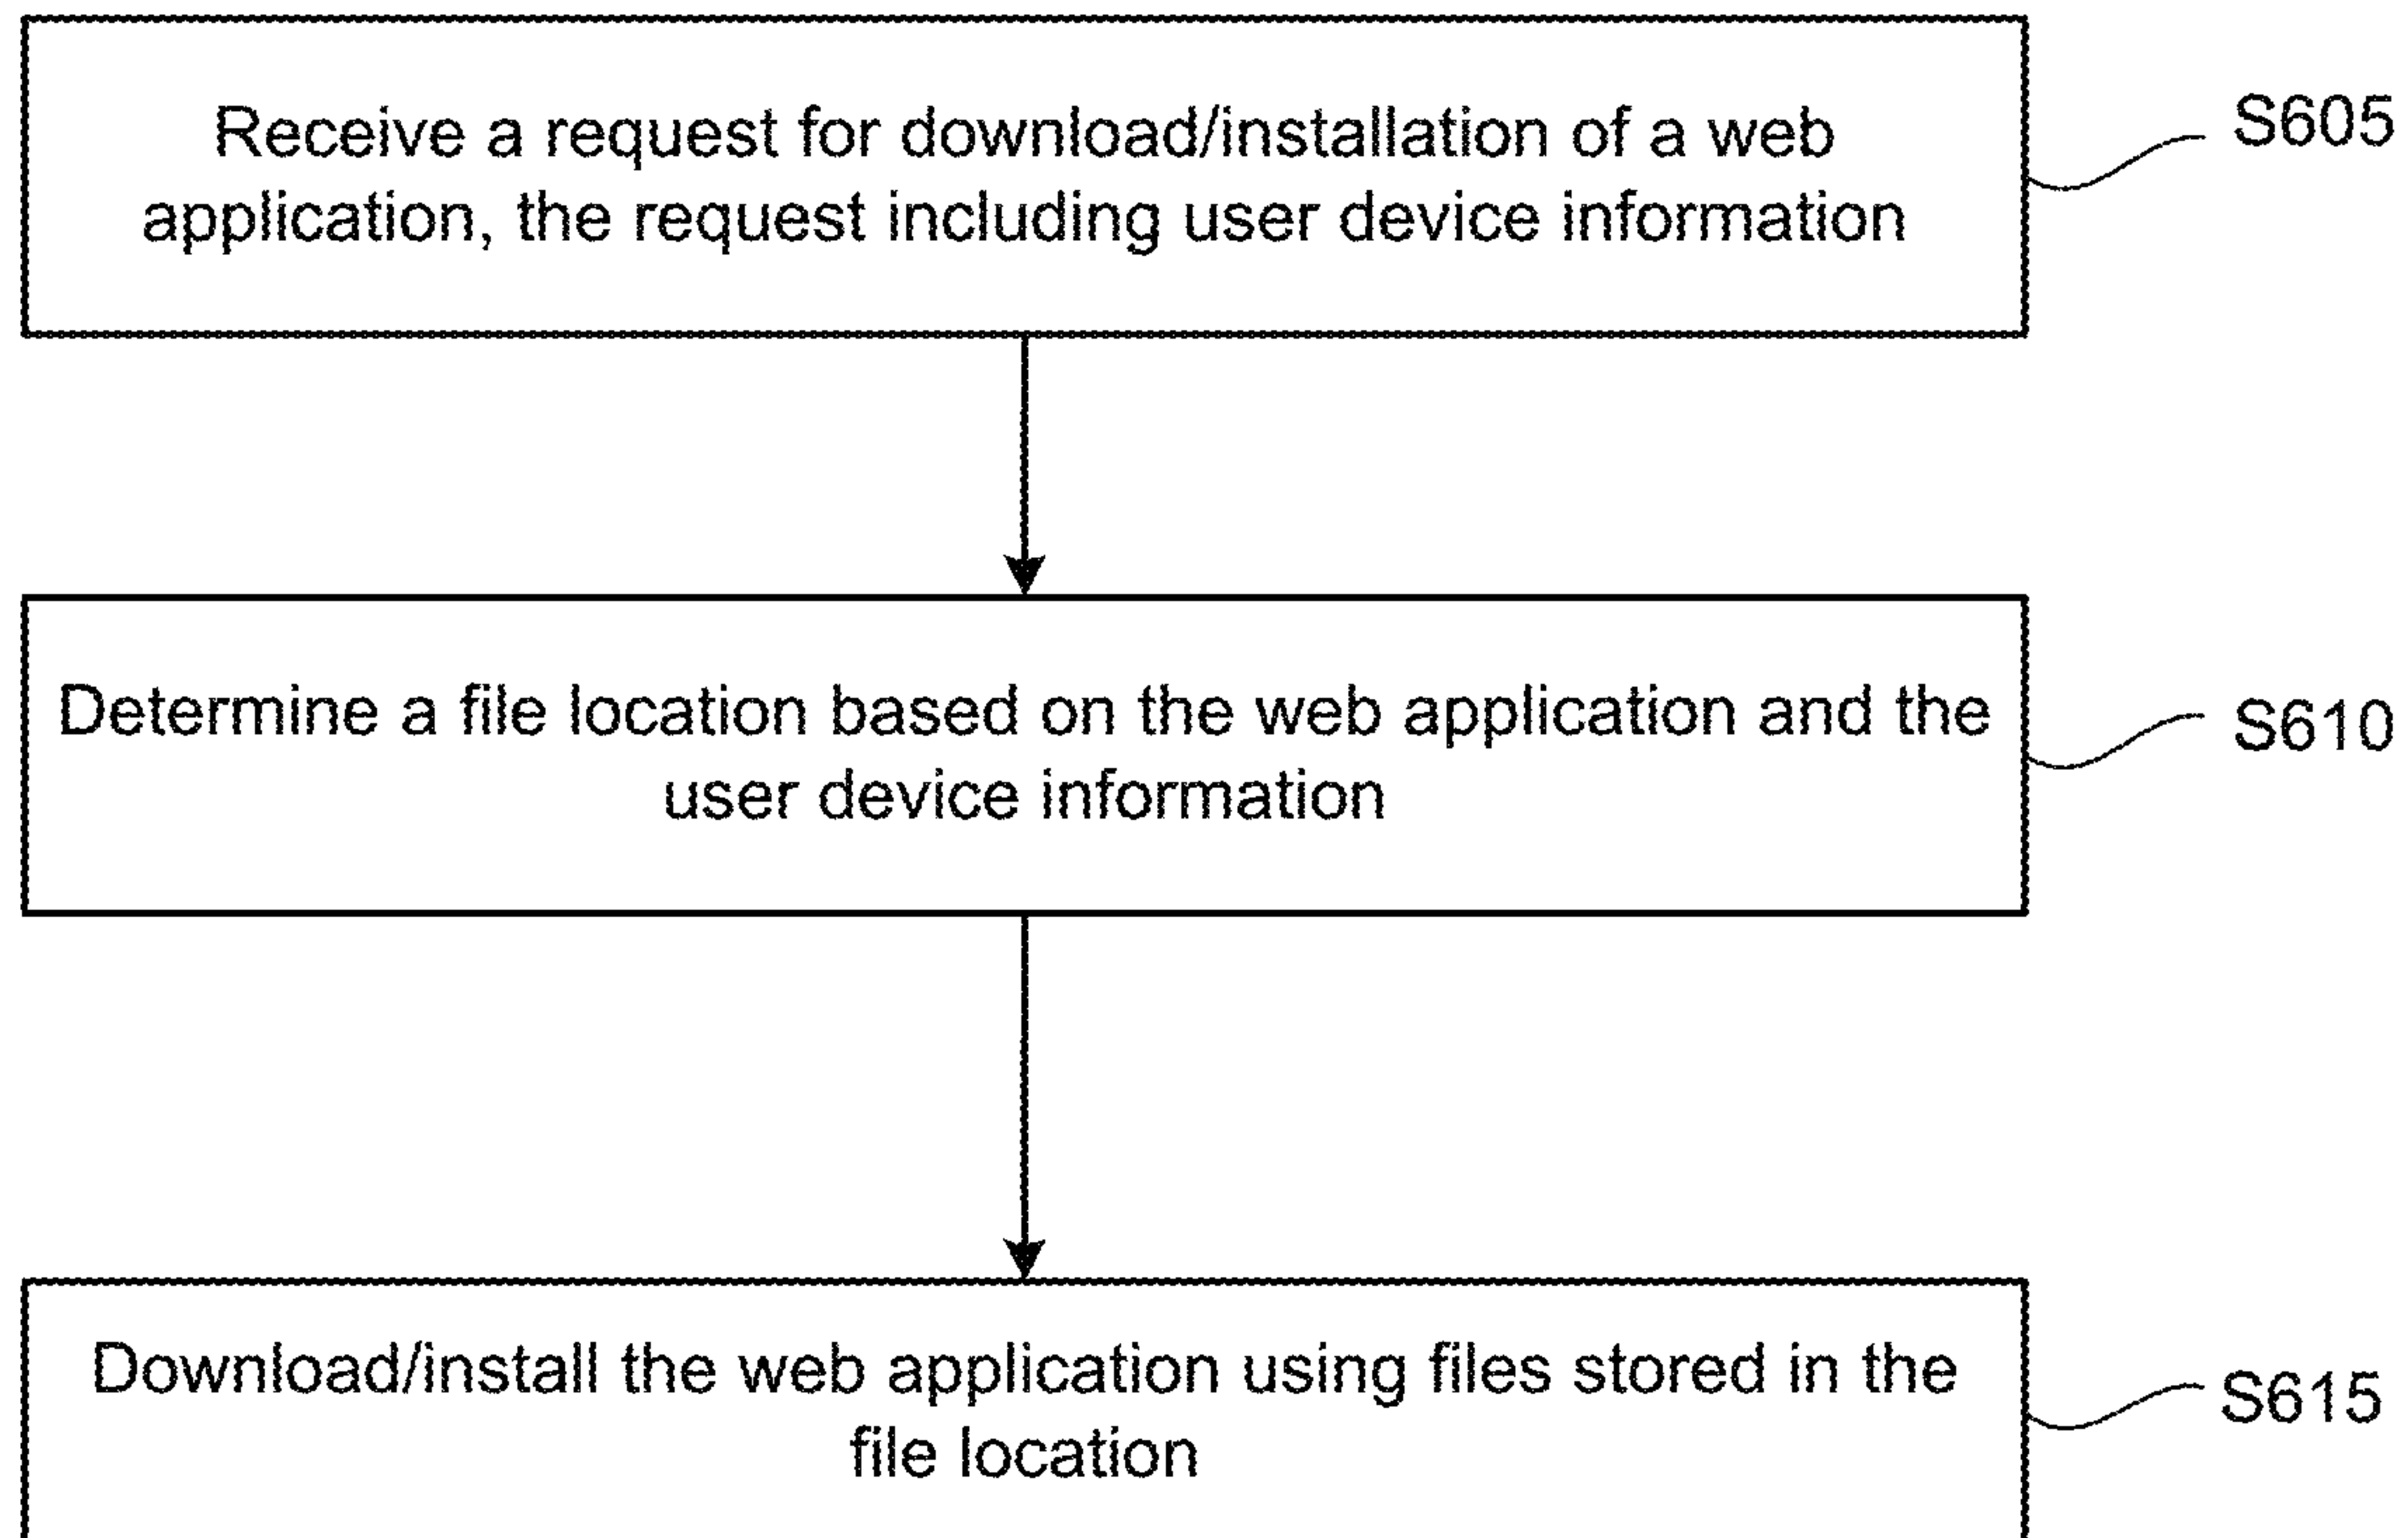 Receive a request for download/installation of a web
application, the request including user device information
S605
Determine a file location based on the web application and the
user device information
S610
Download/install the web application using files stored in the
file location
S615